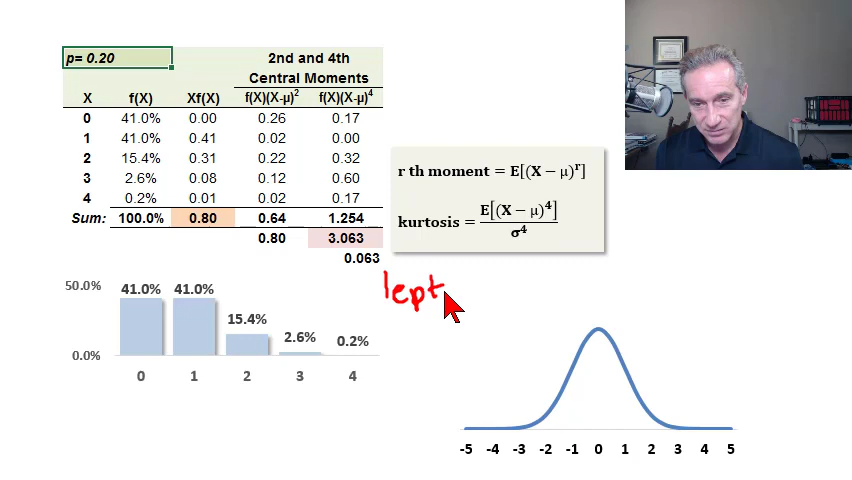 p= 0.20
2nd and 4th
Central Moments
X f(X) Xf(X) f(X)(X-μ)² f(X)(X-μ)⁴
0 41.0% 0.00 0.26 0.17
1 41.0% 0.41 0.02 0.00
2 15.4% 0.31 0.22 0.32
3 2.6% 0.08 0.12 0.60
4 0.2% 0.01 0.02 0.17
Sum: 100.0% 0.80 0.64 1.254
0.80 3.063
0.063
r th moment = E[(X − μ)ʳ]
kurtosis = E[(X − μ)⁴] / σ⁴
lept
50.0%
41.0% 41.0% 15.4% 2.6% 0.2%
0.0%
0 1 2 3 4
-5 -4 -3 -2 -1 0 1 2 3 4 5